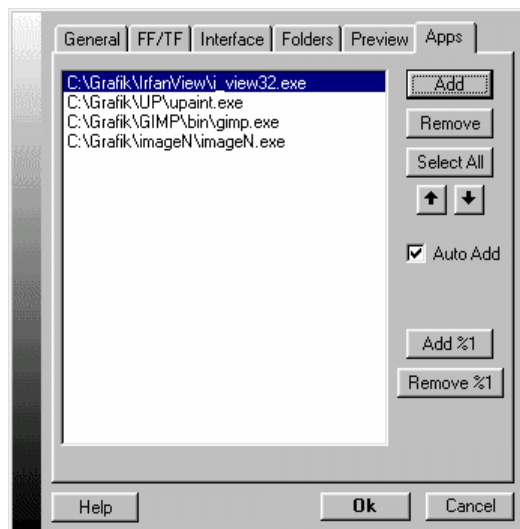 General FF/TF Interface Folders Preview Apps
C:\Grafik\IrfanView\i_view32.exe
C:\Grafik\UP\upaint.exe
C:\Grafik\GIMP\bin\gimp.exe
C:\Grafik\imageN\imageN.exe
Add
Remove
Select All
Auto Add
Add %1
Remove %1
Help Ok Cancel